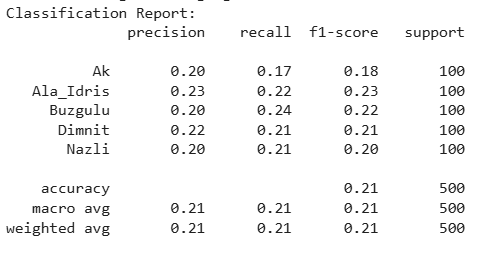 Classification Report:
precision recall f1-score support
Ak 0.20 0.17 0.18 100
Ala_Idris 0.23 0.22 0.23 100
Buzgulu 0.20 0.24 0.22 100
Dimnit 0.22 0.21 0.21 100
Nazli 0.20 0.21 0.20 100
accuracy 0.21 500
macro avg 0.21 0.21 0.21 500
weighted avg 0.21 0.21 0.21 500